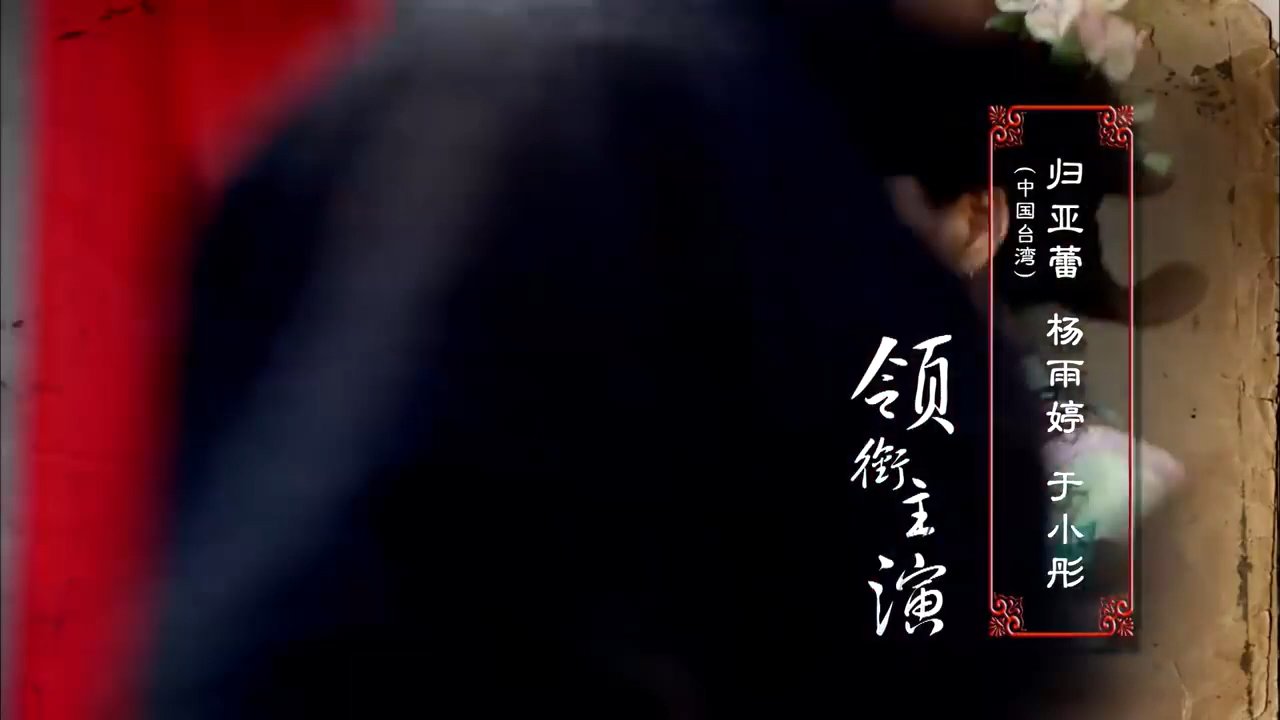 归亚蕾 杨雨婷 于小彤
（中国台湾）
领衔主演